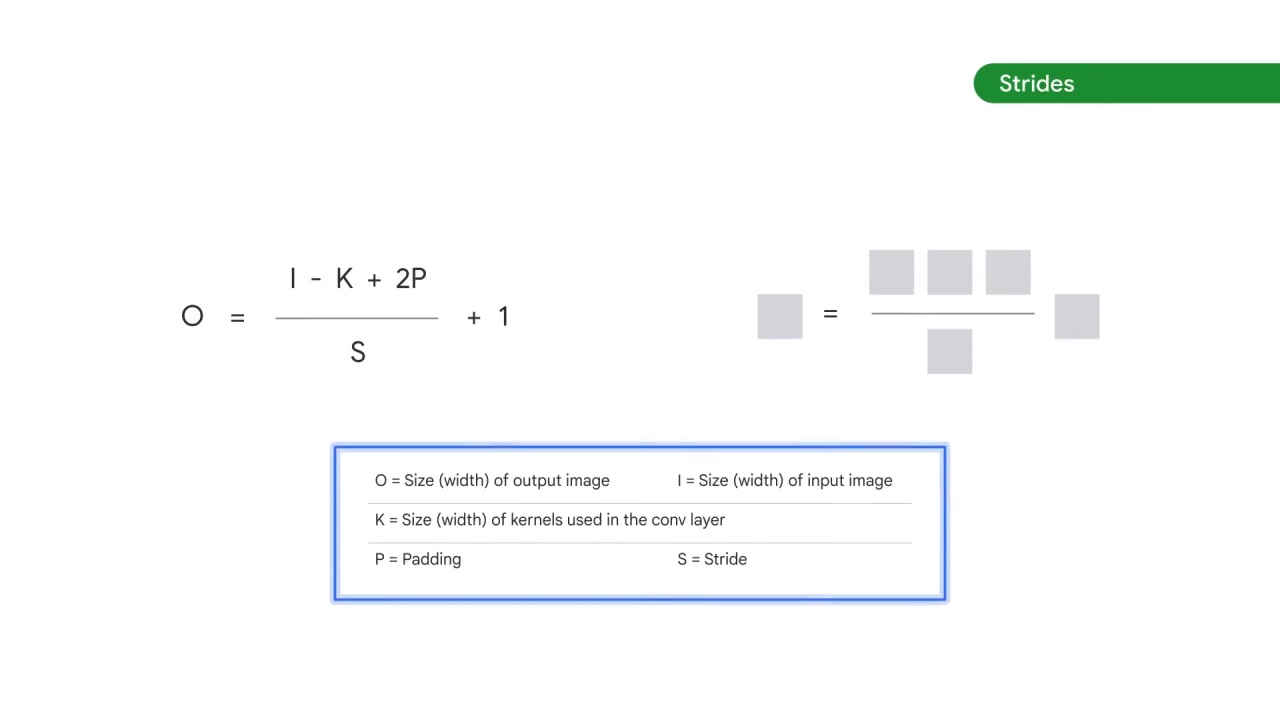 Strides
I - K + 2P
O = + 1
S
=
O = Size (width) of output image I = Size (width) of input image
K = Size (width) of kernels used in the conv layer
P = Padding S = Stride